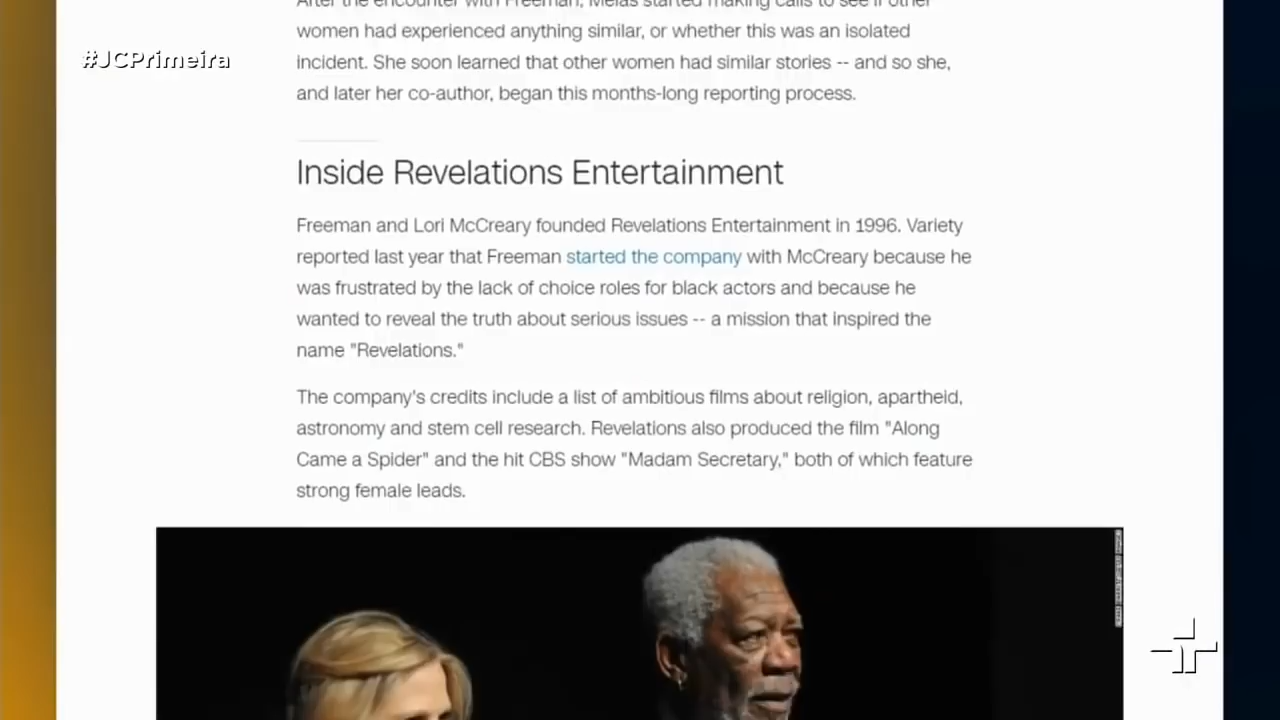 After the encounter with Freeman, Melas started making calls to see if other
#JCPrimeira
women had experienced anything similar, or whether this was an isolated
incident. She soon learned that other women had similar stories -- and so she,
and later her co-author, began this months-long reporting process.
Inside Revelations Entertainment
Freeman and Lori McCreary founded Revelations Entertainment in 1996. Variety
reported last year that Freeman started the company with McCreary because he
was frustrated by the lack of choice roles for black actors and because he
wanted to reveal the truth about serious issues -- a mission that inspired the
name "Revelations."
The company's credits include a list of ambitious films about religion, apartheid,
astronomy and stem cell research. Revelations also produced the film "Along
Came a Spider" and the hit CBS show "Madam Secretary," both of which feature
strong female leads.